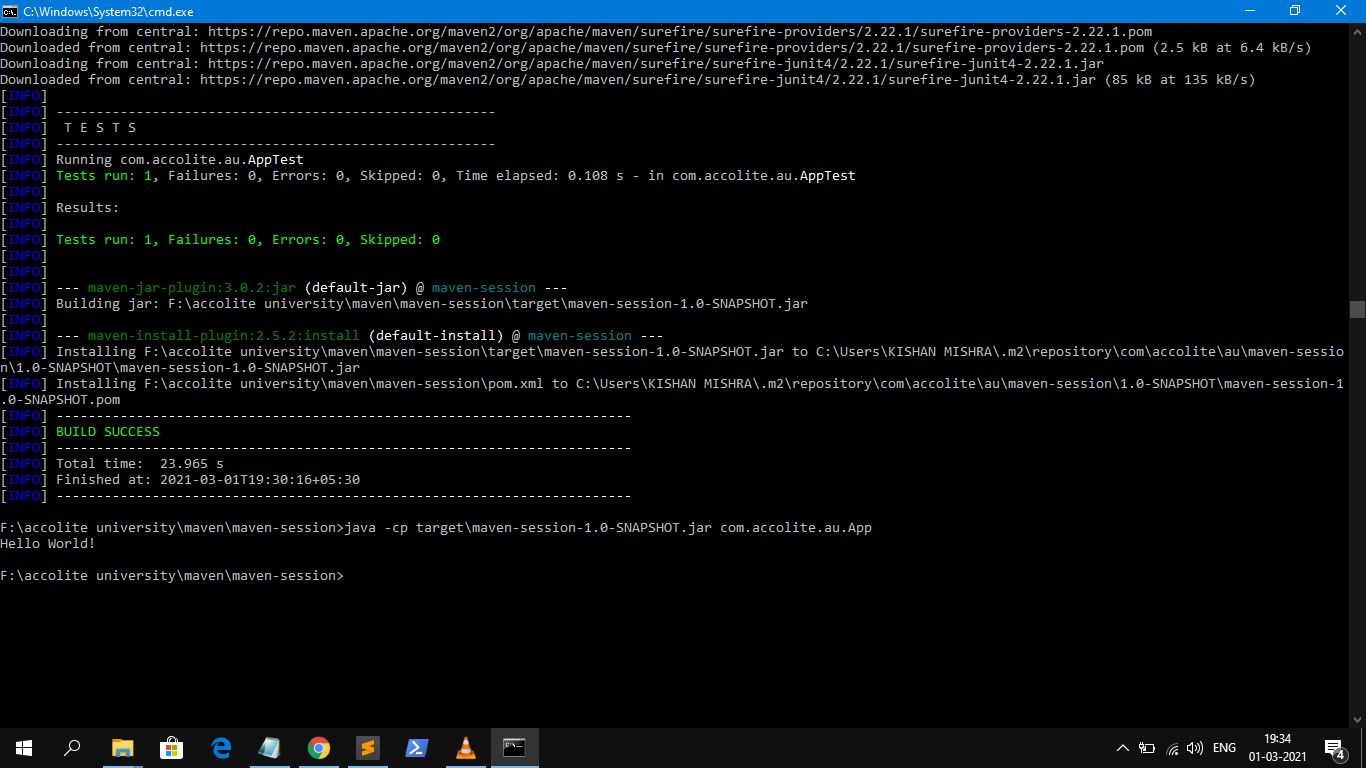 C:\Windows\System32\cmd.exe
Downloading from central: https://repo.maven.apache.org/maven2/org/apache/maven/surefire/surefire-providers/2.22.1/surefire-providers-2.22.1.pom
Downloaded from central: https://repo.maven.apache.org/maven2/org/apache/maven/surefire/surefire-providers/2.22.1/surefire-providers-2.22.1.pom (2.5 kB at 6.4 kB/s)
Downloading from central: https://repo.maven.apache.org/maven2/org/apache/maven/surefire/surefire-junit4/2.22.1/surefire-junit4-2.22.1.jar
Downloaded from central: https://repo.maven.apache.org/maven2/org/apache/maven/surefire/surefire-junit4/2.22.1/surefire-junit4-2.22.1.jar (85 kB at 135 kB/s)
[INFO]
[INFO] -------------------------------------------------------
[INFO]  T E S T S
[INFO] -------------------------------------------------------
[INFO] Running com.accolite.au.AppTest
[INFO] Tests run: 1, Failures: 0, Errors: 0, Skipped: 0, Time elapsed: 0.108 s - in com.accolite.au.AppTest
[INFO]
[INFO] Results:
[INFO]
[INFO] Tests run: 1, Failures: 0, Errors: 0, Skipped: 0
[INFO]
[INFO]
[INFO] --- maven-jar-plugin:3.0.2:jar (default-jar) @ maven-session ---
[INFO] Building jar: F:\accolite university\maven\maven-session\target\maven-session-1.0-SNAPSHOT.jar
[INFO]
[INFO] --- maven-install-plugin:2.5.2:install (default-install) @ maven-session ---
[INFO] Installing F:\accolite university\maven\maven-session\target\maven-session-1.0-SNAPSHOT.jar to C:\Users\KISHAN MISHRA\.m2\repository\com\accolite\au\maven-sessio
n\1.0-SNAPSHOT\maven-session-1.0-SNAPSHOT.jar
[INFO] Installing F:\accolite university\maven\maven-session\pom.xml to C:\Users\KISHAN MISHRA\.m2\repository\com\accolite\au\maven-session\1.0-SNAPSHOT\maven-session-1
.0-SNAPSHOT.pom
[INFO] ------------------------------------------------------------------------
[INFO] BUILD SUCCESS
[INFO] ------------------------------------------------------------------------
[INFO] Total time:  23.965 s
[INFO] Finished at: 2021-03-01T19:30:16+05:30
[INFO] ------------------------------------------------------------------------
F:\accolite university\maven\maven-session>java -cp target\maven-session-1.0-SNAPSHOT.jar com.accolite.au.App
Hello World!
F:\accolite university\maven\maven-session>
ENG
19:34
01-03-2021
4